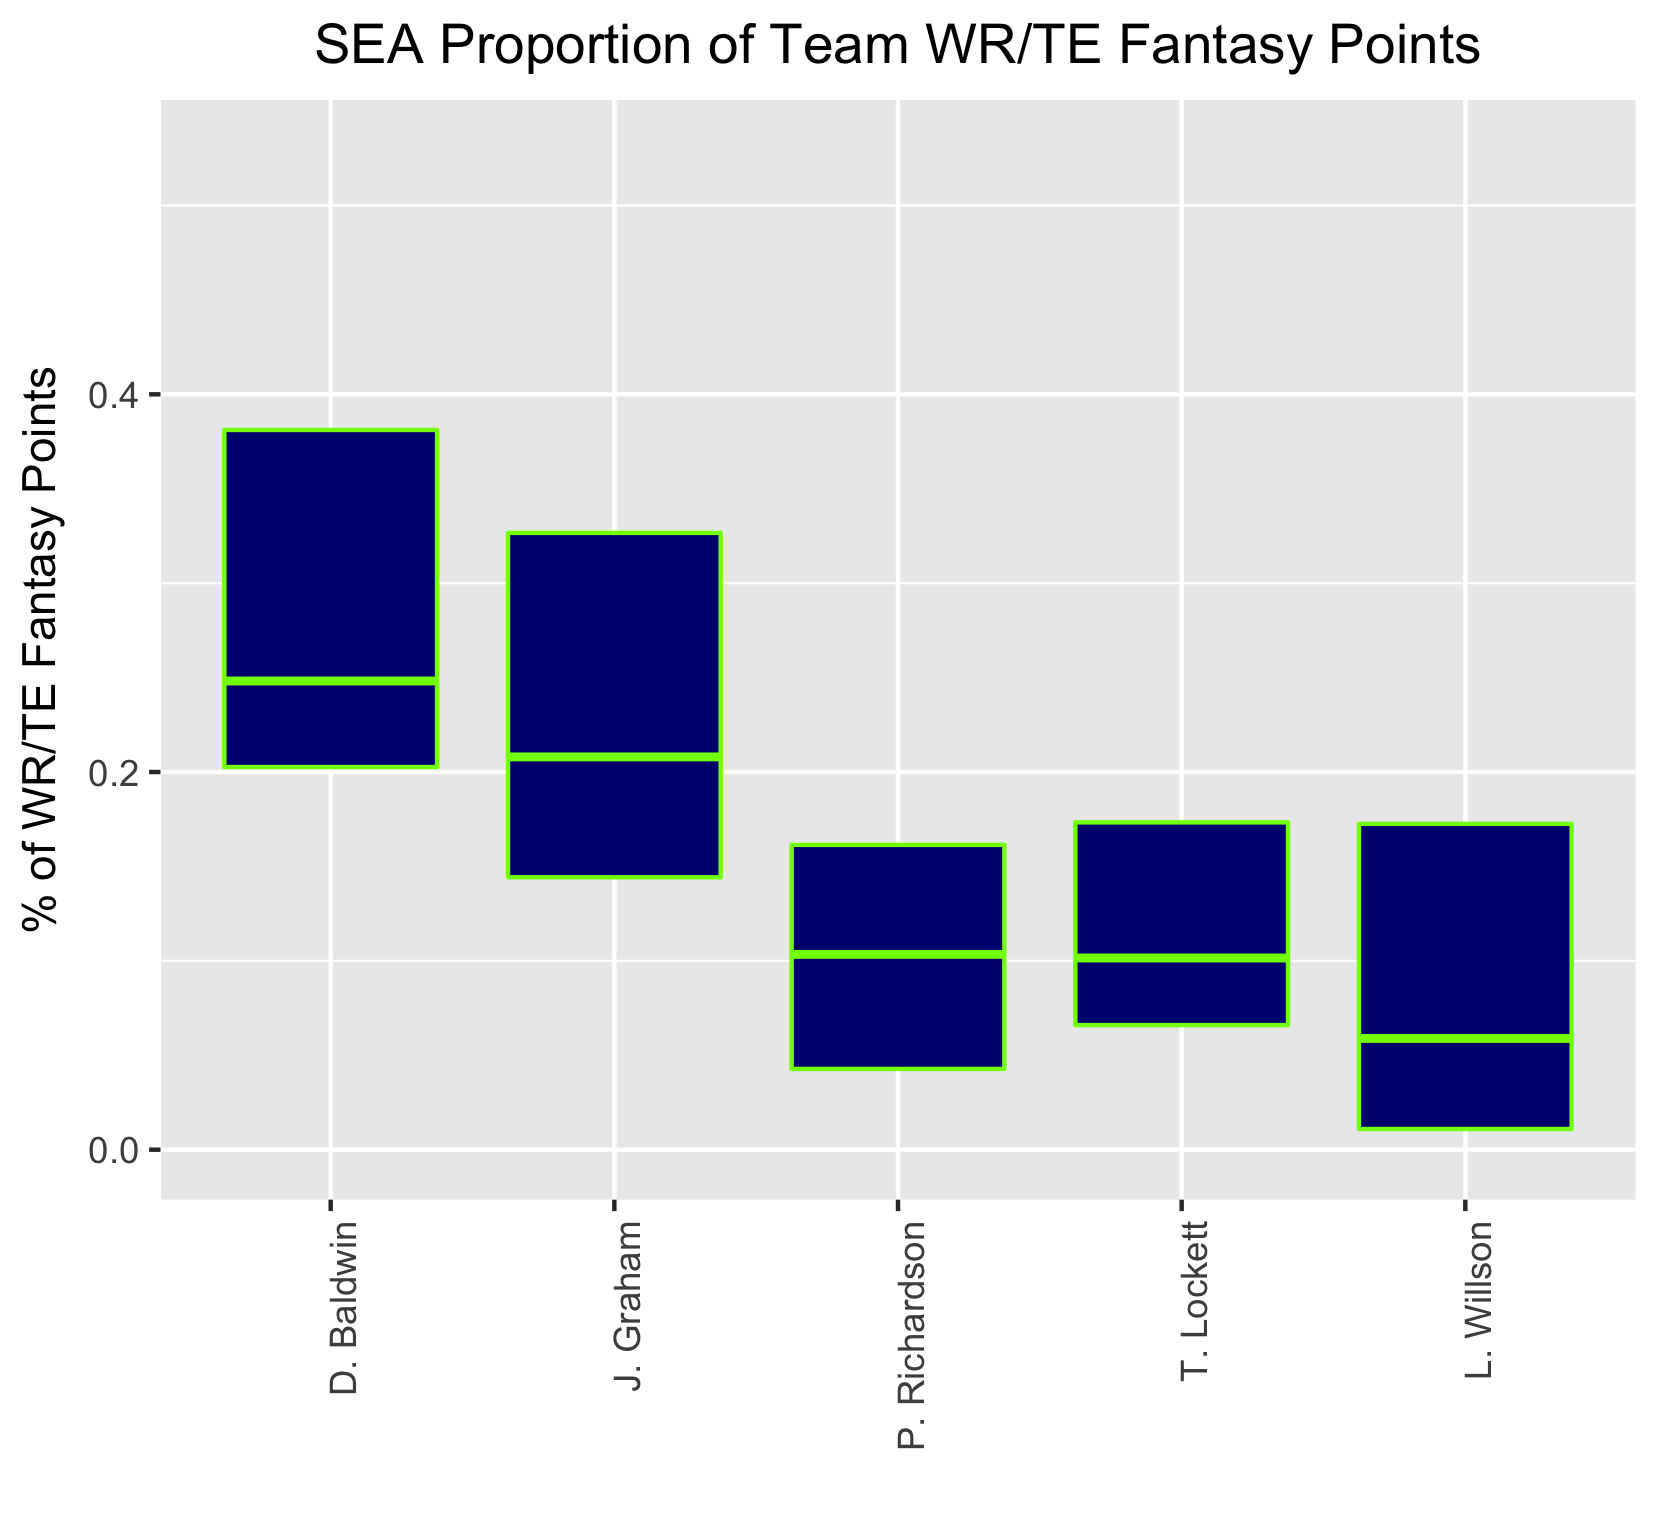 SEA Proportion of Team WR/TE Fantasy Points
% of WR/TE Fantasy Points
0.4
0.2
0.0
D. Baldwin
J. Graham
P. Richardson
T. Lockett
L. Willson